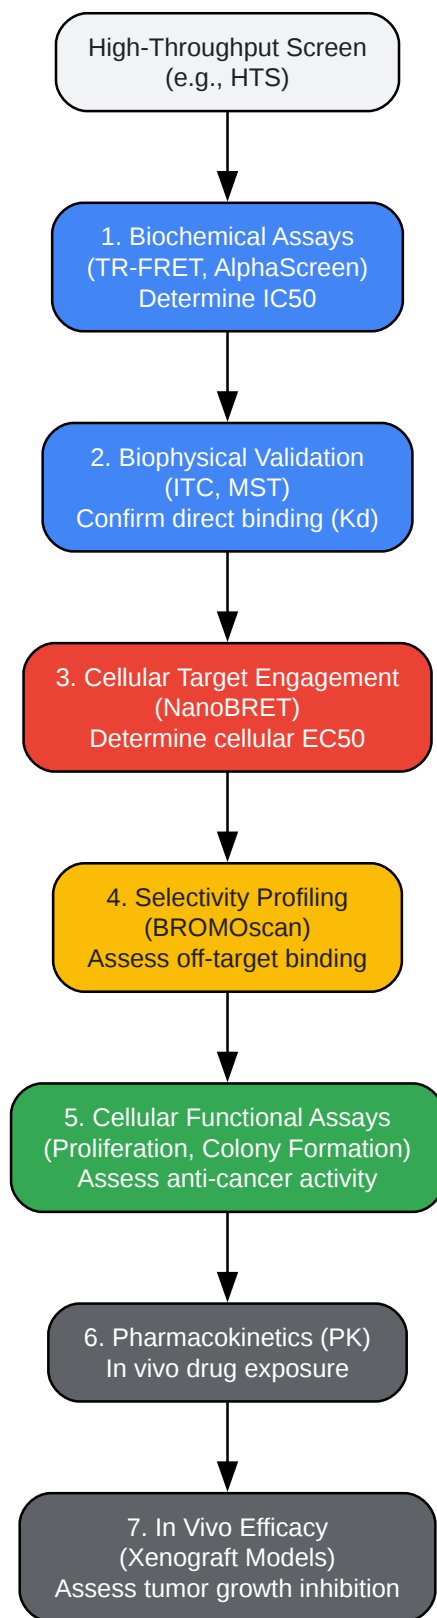 High-Throughput Screen
(e.g., HTS)
1. Biochemical Assays
(TR-FRET, AlphaScreen)
Determine IC50
2. Biophysical Validation
(ITC, MST)
Confirm direct binding (Kd)
3. Cellular Target Engagement
(NanoBRET)
Determine cellular EC50
4. Selectivity Profiling
(BROMOscan)
Assess off-target binding
5. Cellular Functional Assays
(Proliferation, Colony Formation)
Assess anti-cancer activity
6. Pharmacokinetics (PK)
In vivo drug exposure
7. In Vivo Efficacy
(Xenograft Models)
Assess tumor growth inhibition